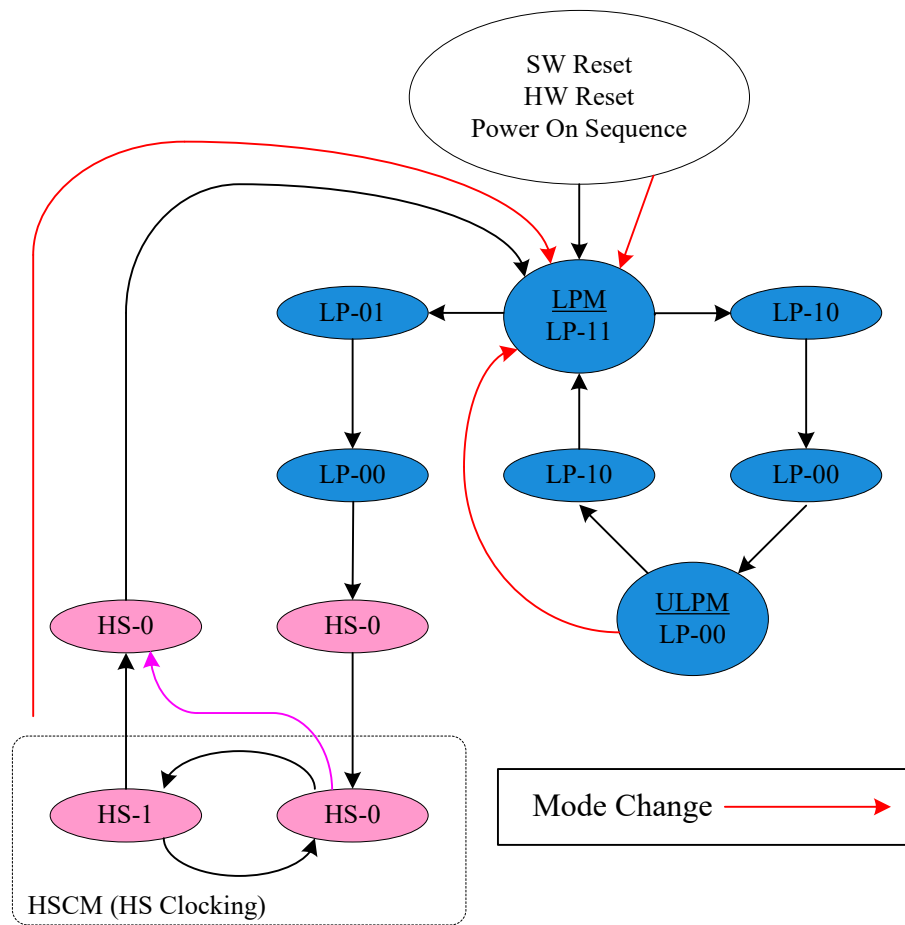 SW Reset
HW Reset
Power On Sequence
LP-01
LPM
LP-11
LP-10
LP-00
LP-10
LP-00
ULPM
LP-00
HS-0
HS-0
HS-1
HS-0
HSCM (HS Clocking)
Mode Change